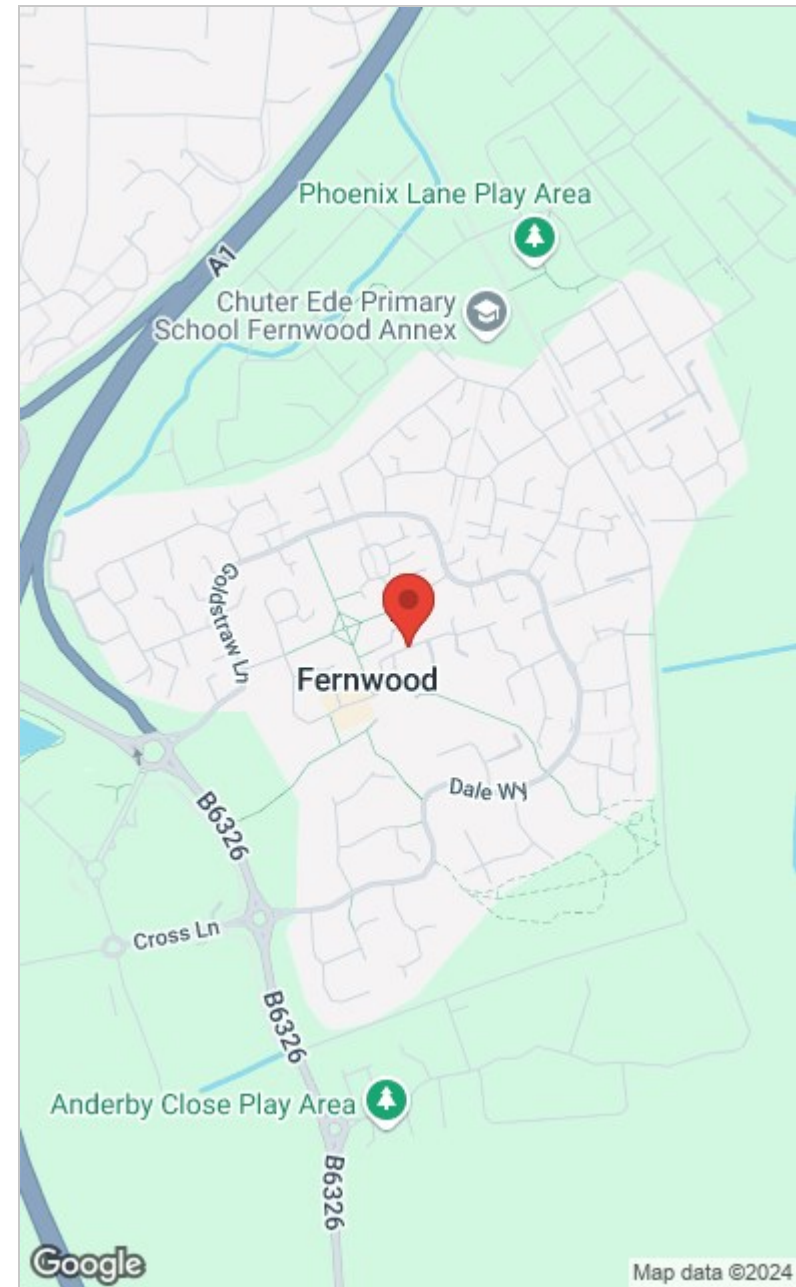 Phoenix Lane Play Area
A1
Chuter Ede Primary
School Fernwood Annex
Goldstraw Ln
Fernwood
Dale Wy
B6326
Cross Ln
B6326
Anderby Close Play Area
B6326
Google
Map data ©2024